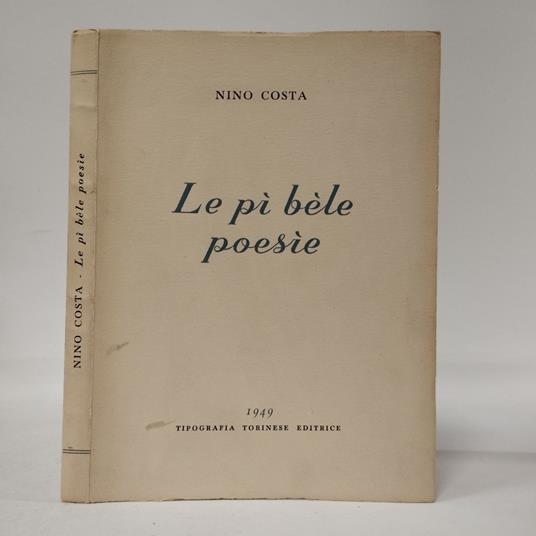 NINO COSTA - Le pì bèle poesìe
NINO COSTA
Le pì bèle
poesìe
1949
TIPOGRAFIA TORINESE EDITRICE